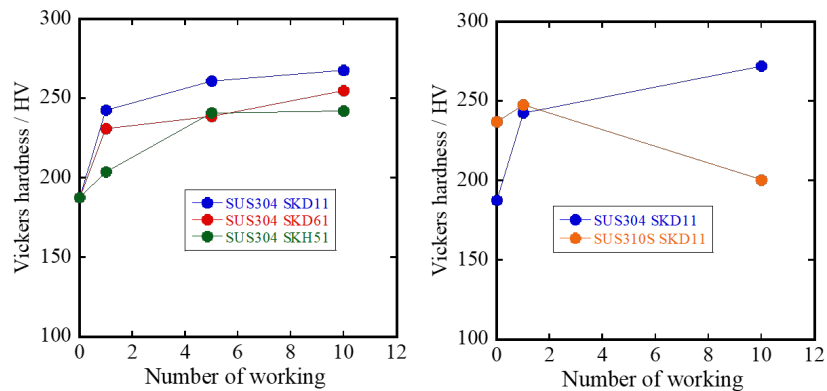 300
250
200
150
100
Vickers hardness / HV
SUS304 SKD11
SUS304 SKD61
SUS304 SKH51
0 2 4 6 8 10 12
Number of working
300
250
200
150
100
Vickers hardness / HV
SUS304 SKD11
SUS310S SKD11
0 2 4 6 8 10 12
Number of working